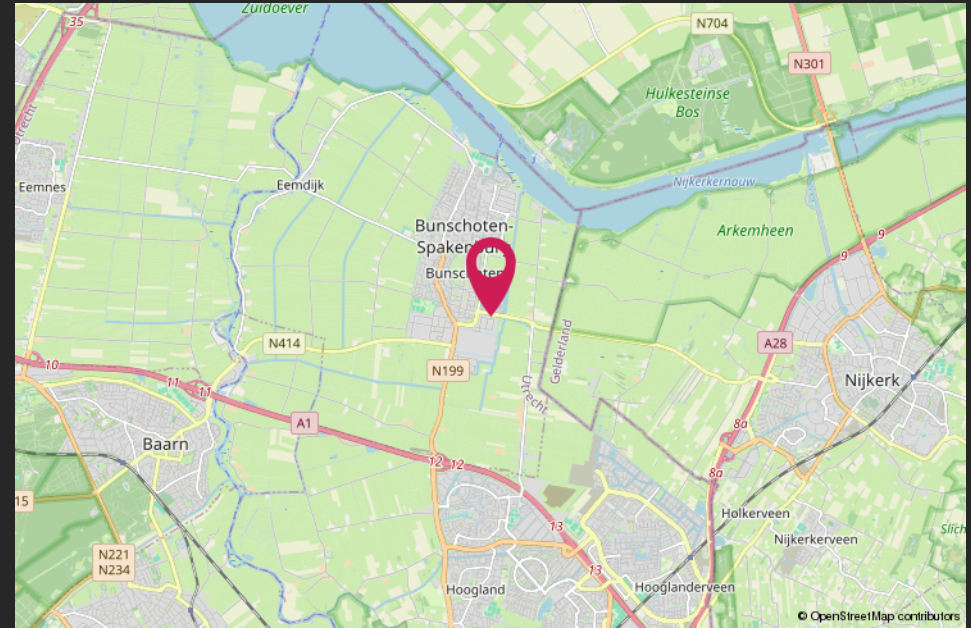 Zuidoever
35
N704
N301
Hulkesteinse
Bos
Utrecht
Eemnes
Eemdijk
Nijkerkernauw
Bunschoten-
Arkemheen
9
Bunschoten
9
N414
A28
Gelderland
10
N199
11
11
Utrecht
Nijkerk
A1
8a
Baarn
12
12
8a
15
Holkerveen
13
Nijkerkerveen
N221
N234
13
Hoogland
Hooglanderveen
© OpenStreetMap contributors